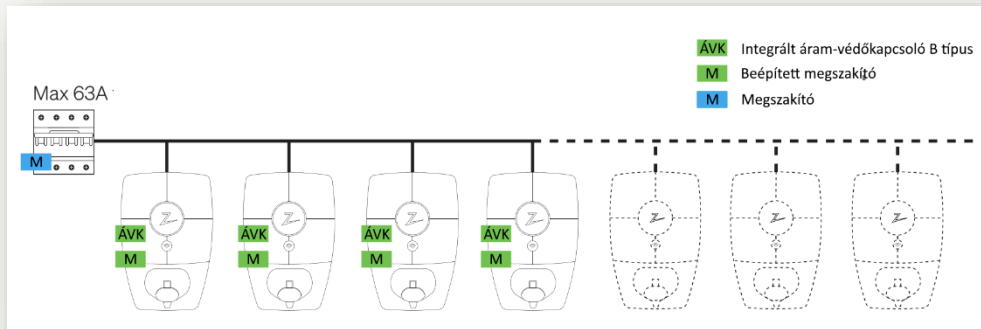 ÁVK Integrált áram-védőkapcsoló B típus
M Beépített megszakító
M Megszakító
Max 63A
M
ÁVK ÁVK ÁVK ÁVK
M M M M